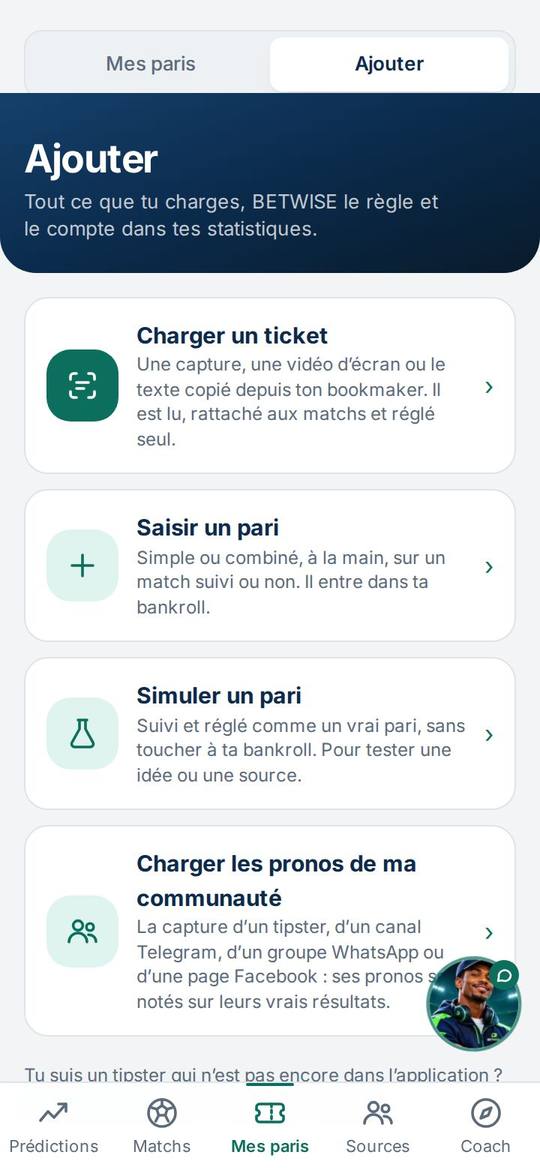 Mes paris
Ajouter
Ajouter
Tout ce que tu charges, BETWISE le règle et
le compte dans tes statistiques.
Charger un ticket
Une capture, une vidéo d’écran ou le
texte copié depuis ton bookmaker. Il
est lu, rattaché aux matchs et réglé
seul.
Saisir un pari
Simple ou combiné, à la main, sur un
match suivi ou non. Il entre dans ta
bankroll.
Simuler un pari
Suivi et réglé comme un vrai pari, sans
toucher à ta bankroll. Pour tester une
idée ou une source.
Charger les pronos de ma
communauté
La capture d’un tipster, d’un canal
Telegram, d’un groupe WhatsApp ou
d’une page Facebook : ses pronos
notés sur leurs vrais résultats.
Tu suis un tipster qui n’est pas encore dans l’application ?
Prédictions
Matchs
Mes paris
Sources
Coach